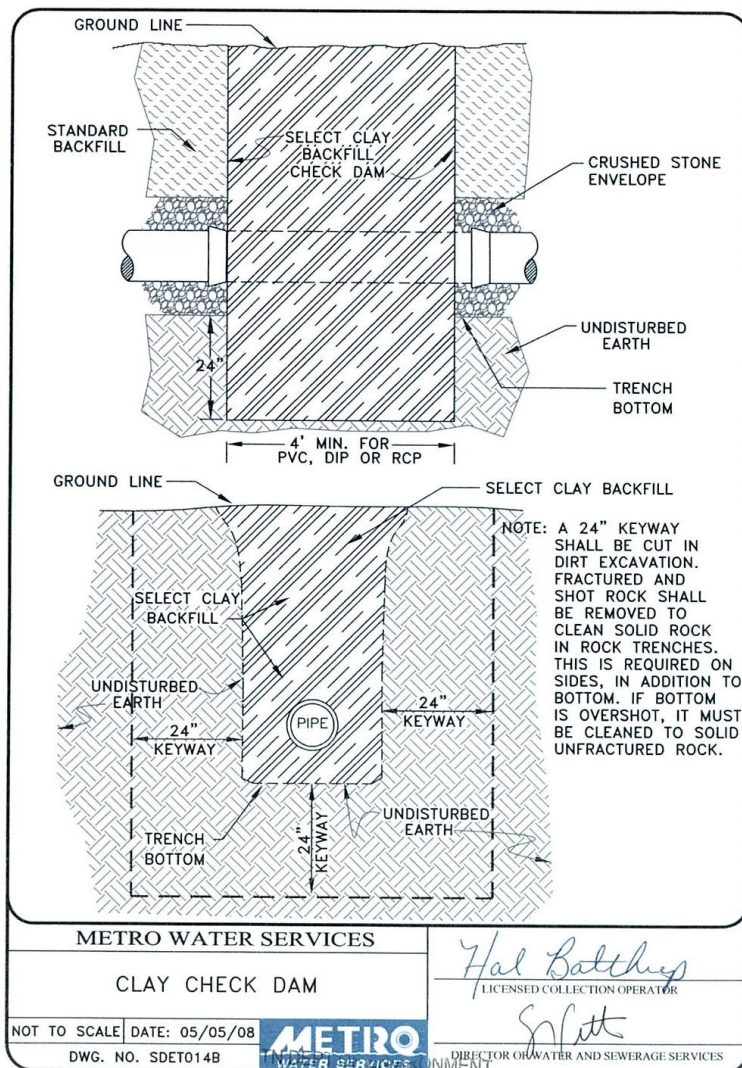 GROUND LINE
STANDARD
BACKFILL
SELECT CLAY
BACKFILL
CHECK DAM
CRUSHED STONE
ENVELOPE
24"
UNDISTURBED
EARTH
TRENCH
BOTTOM
4' MIN. FOR
PVC, DIP OR RCP
GROUND LINE
SELECT CLAY BACKFILL
NOTE: A 24" KEYWAY
SHALL BE CUT IN
DIRT EXCAVATION.
FRACTURED AND
SHOT ROCK SHALL
BE REMOVED TO
CLEAN SOLID ROCK
IN ROCK TRENCHES.
THIS IS REQUIRED ON
SIDES, IN ADDITION TO
BOTTOM. IF BOTTOM
IS OVERSHOT, IT MUST
BE CLEANED TO SOLID
UNFRACTURED ROCK.
SELECT CLAY
BACKFILL
UNDISTURBED
EARTH
24"
KEYWAY
PIPE
24"
KEYWAY
TRENCH
BOTTOM
24"
KEYWAY
UNDISTURBED
EARTH
METRO WATER SERVICES
CLAY CHECK DAM
NOT TO SCALE DATE: 05/05/08
DWG. NO. SDET014B
METRO
WATER SERVICES
Hal
LICENSED COLLECTION OPERATOR
DIRECTOR OF WATER AND SEWERAGE SERVICES